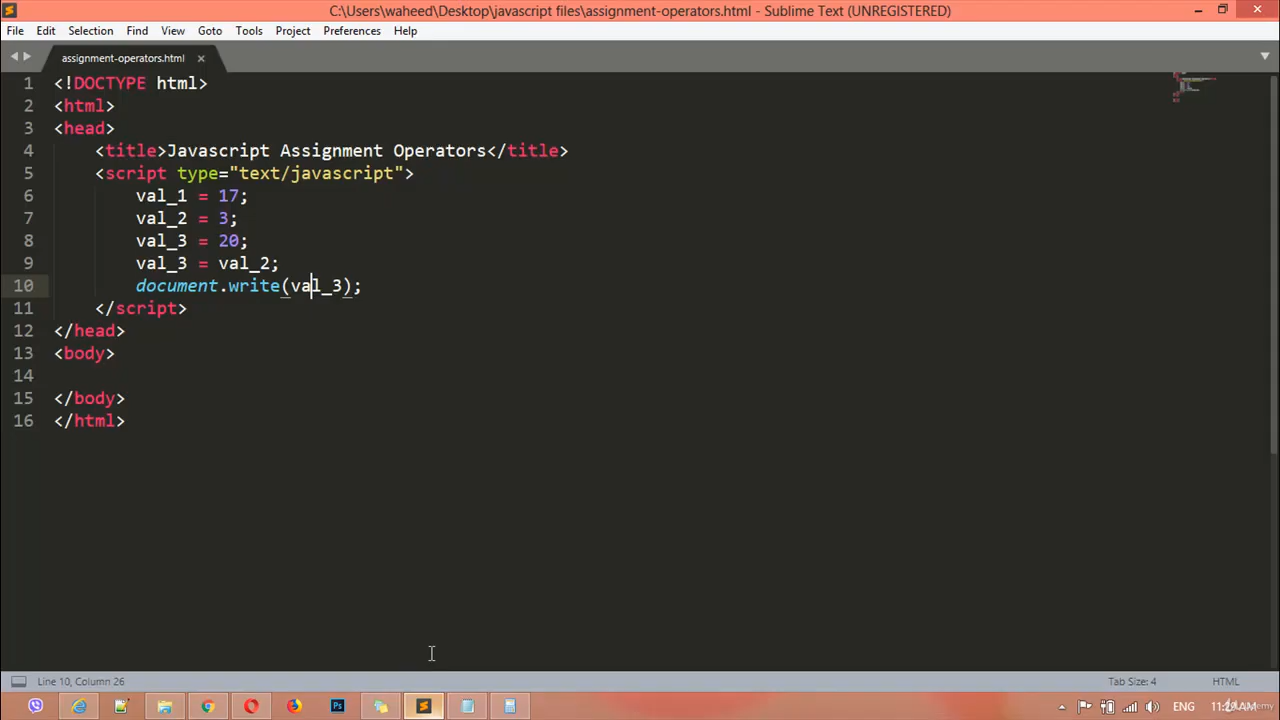 C:\Users\waheed\Desktop\javascript files\assignment-operators.html - Sublime Text (UNREGISTERED)
File Edit Selection Find View Goto Tools Project Preferences Help
assignment-operators.html
1 <!DOCTYPE html>
2 <html>
3 <head>
4 <title>Javascript Assignment Operators</title>
5 <script type="text/javascript">
6 val_1 = 17;
7 val_2 = 3;
8 val_3 = 20;
9 val_3 = val_2;
10 document.write(val_3);
11 </script>
12 </head>
13 <body>
14
15 </body>
16 </html>
Line 10, Column 26
Tab Size: 4
HTML
Ps
ENG